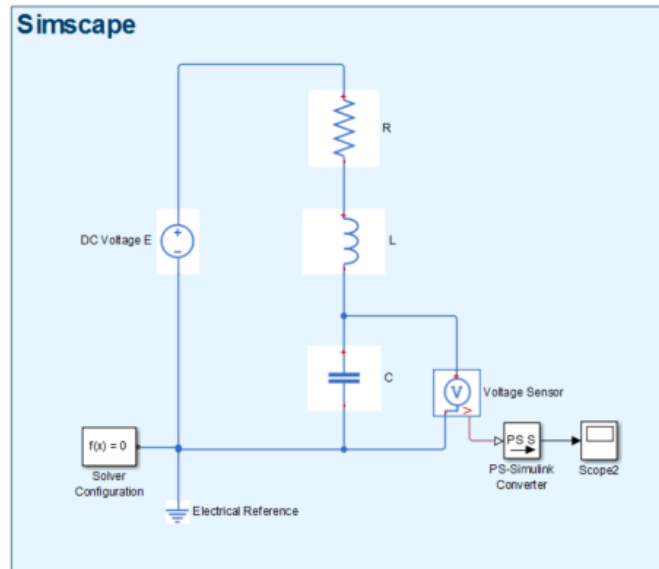 Simscape
R
DC Voltage E
L
C
V
Voltage Sensor
f(x) = 0
PS S
Solver
Configuration
PS-Simulink
Converter
Scope2
Electrical Reference